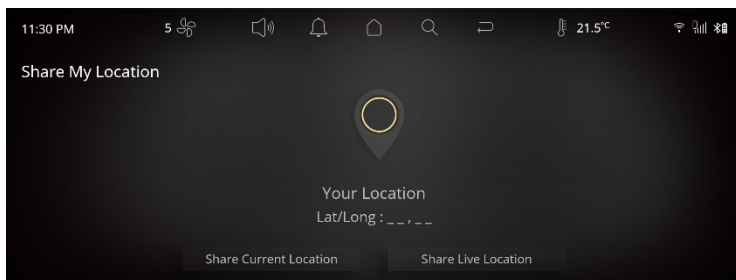 11:30 PM 5 21.5°C
Share My Location
Your Location
Lat/Long : _ _ , _ _
Share Current Location Share Live Location